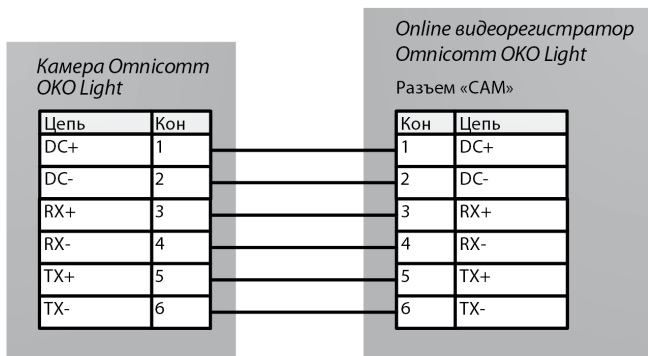 Камера Omnicomm
OKO Light
Цепь Кон
DC+ 1
DC- 2
RX+ 3
RX- 4
TX+ 5
TX- 6
Online видеорегистратор
Omnicomm OKO Light
Разъем «CAM»
Кон Цепь
1 DC+
2 DC-
3 RX+
4 RX-
5 TX+
6 TX-